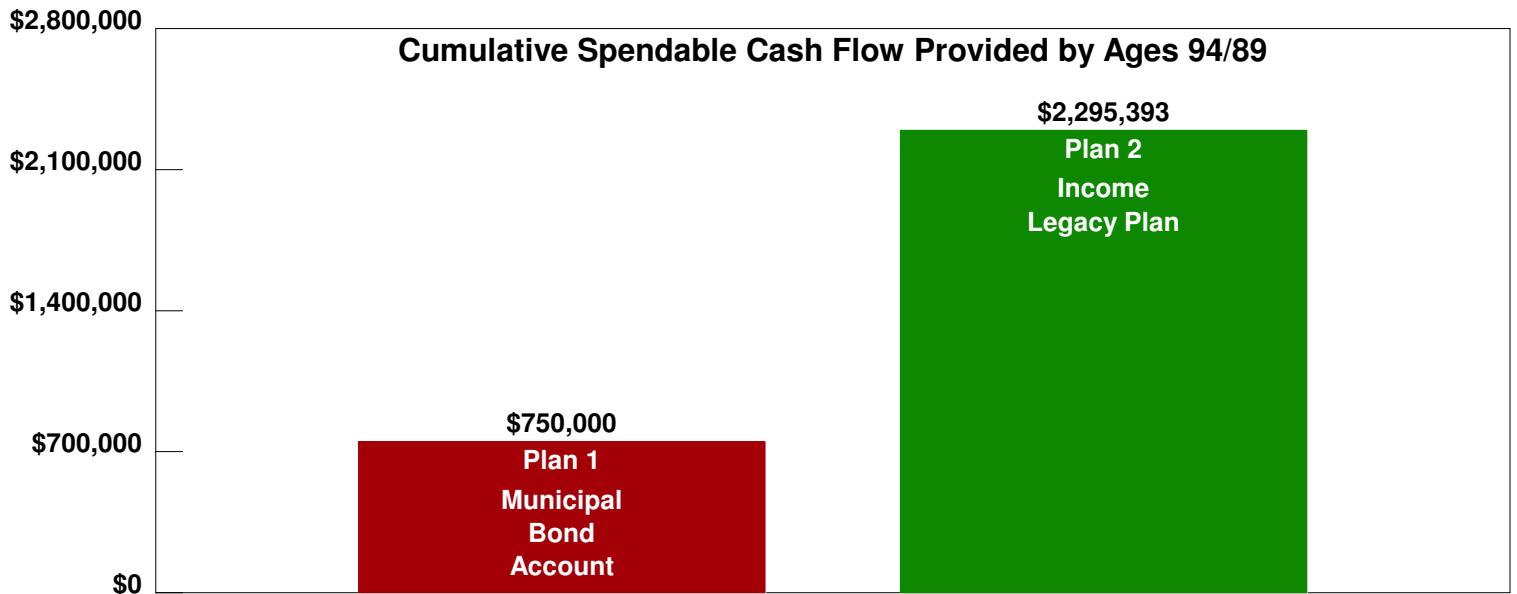 Cumulative Spendable Cash Flow Provided by Ages 94/89
$2,800,000
$2,100,000
$1,400,000
$700,000
$0
$750,000
Plan 1
Municipal
Bond
Account
$2,295,393
Plan 2
Income
Legacy Plan